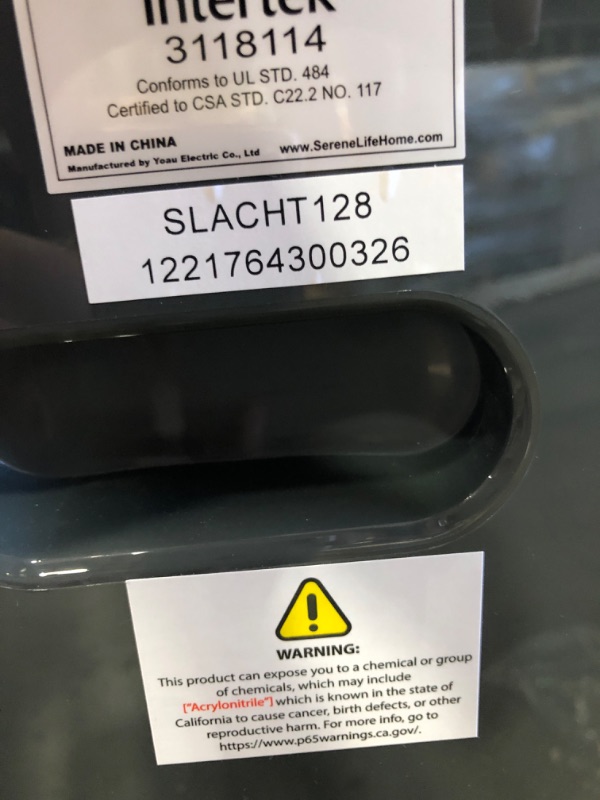 Intertek
3118114
Conforms to UL STD. 484
Certified to CSA STD. C22.2 NO. 117
MADE IN CHINA
Manufactured by Yoau Electric Co., Ltd www.SereneLifeHome.com
SLACHT128
1221764300326
WARNING:
This product can expose you to a chemical or group
of chemicals, which may include
["Acrylonitrile"] which is known in the state of
California to cause cancer, birth defects, or other
reproductive harm. For more info, go to
https://www.p65warnings.ca.gov/.